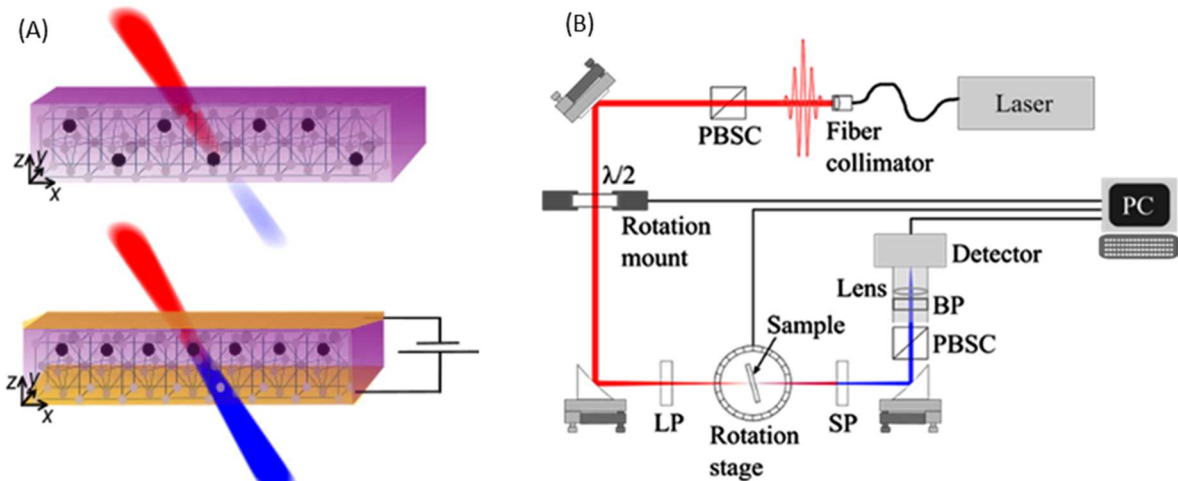 (A)
z
y
x
z
y
x
(B)
PBSC
Fiber
collimator
Laser
λ/2
Rotation
mount
PC
Detector
Lens
BP
PBSC
Sample
LP
Rotation
stage
SP